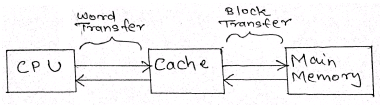 Word
Transfer
Block
Transfer
CPU
Cache
Main
Memory